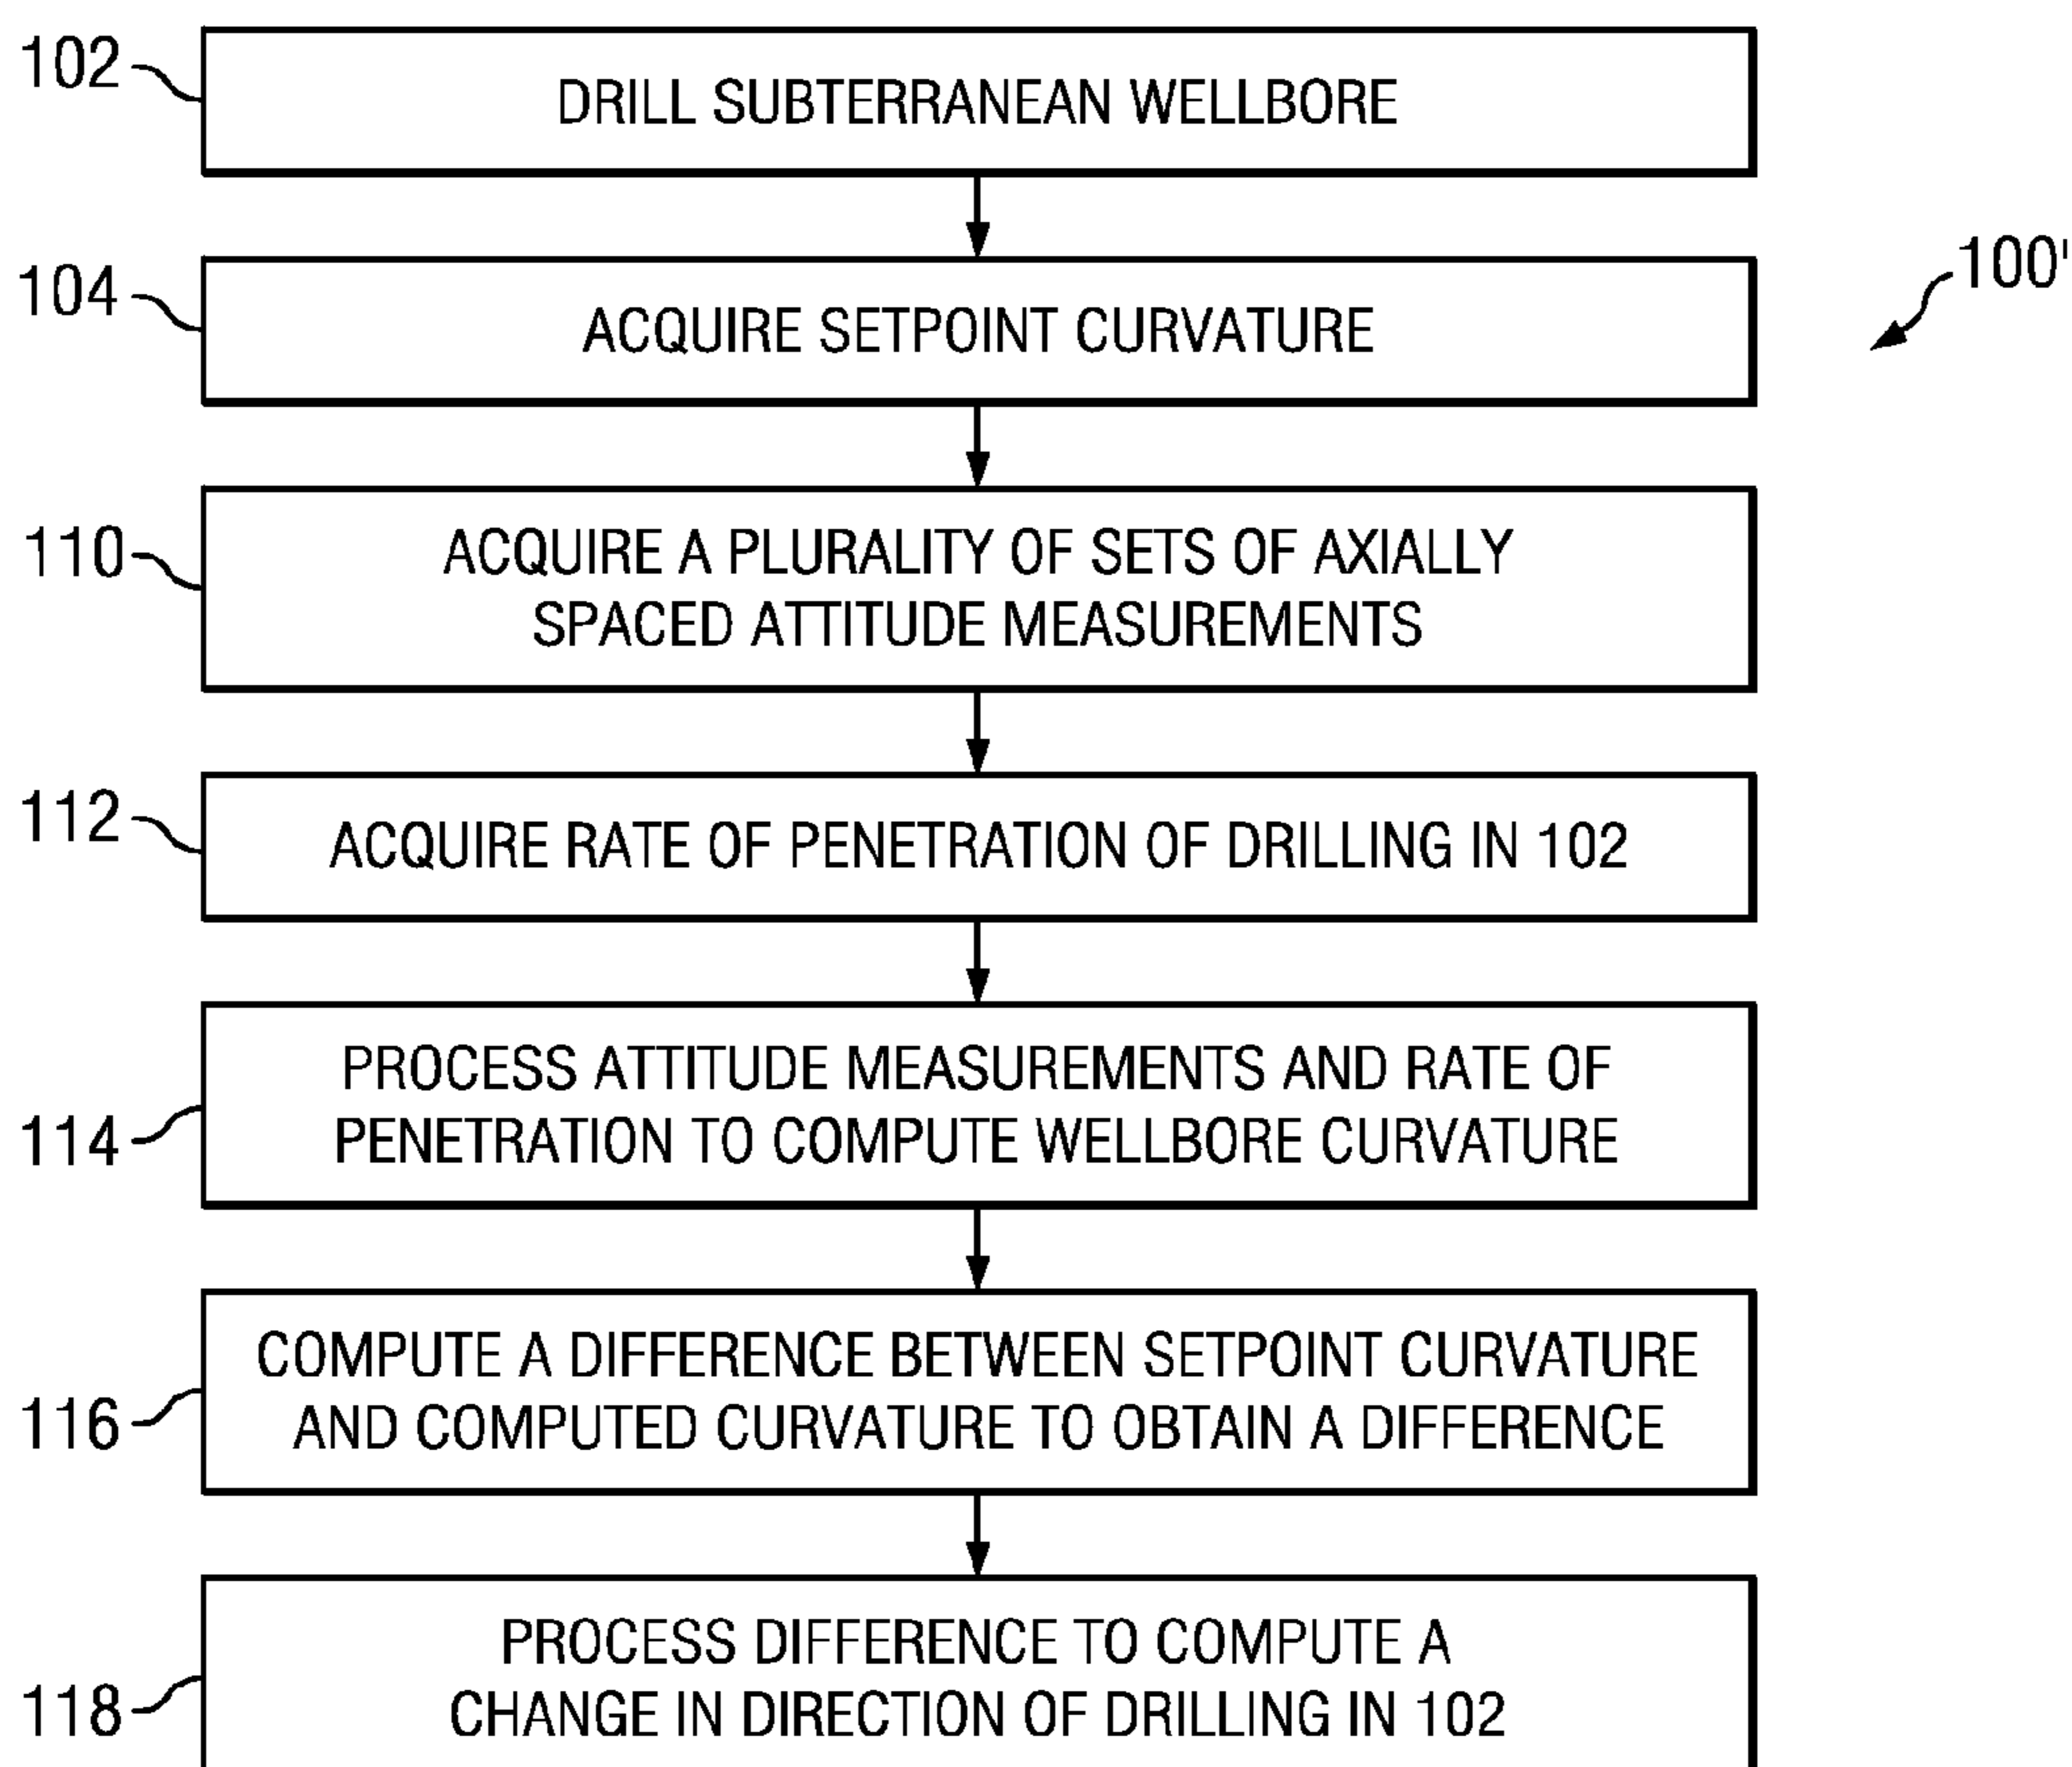 102
DRILL SUBTERRANEAN WELLBORE
104
ACQUIRE SETPOINT CURVATURE
100'
110
ACQUIRE A PLURALITY OF SETS OF AXIALLY
SPACED ATTITUDE MEASUREMENTS
112
ACQUIRE RATE OF PENETRATION OF DRILLING IN 102
114
PROCESS ATTITUDE MEASUREMENTS AND RATE OF
PENETRATION TO COMPUTE WELLBORE CURVATURE
116
COMPUTE A DIFFERENCE BETWEEN SETPOINT CURVATURE
AND COMPUTED CURVATURE TO OBTAIN A DIFFERENCE
118
PROCESS DIFFERENCE TO COMPUTE A
CHANGE IN DIRECTION OF DRILLING IN 102